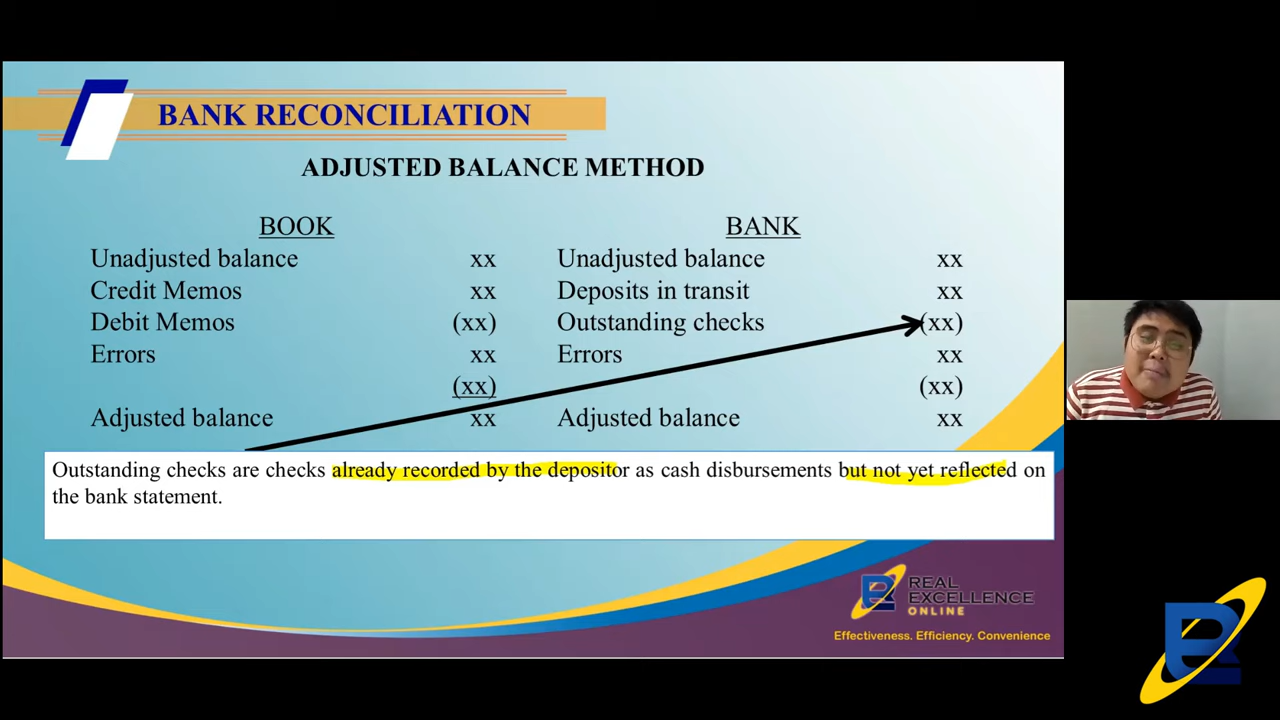 BANK RECONCILIATION
ADJUSTED BALANCE METHOD
BOOK
Unadjusted balance xx
Credit Memos xx
Debit Memos (xx)
Errors xx
(xx)
Adjusted balance xx
BANK
Unadjusted balance xx
Deposits in transit xx
Outstanding checks (xx)
Errors xx
(xx)
Adjusted balance xx
Outstanding checks are checks already recorded by the depositor as cash disbursements but not yet reflected on
the bank statement.
REAL
EXCELLENCE
ONLINE
Effectiveness. Efficiency. Convenience